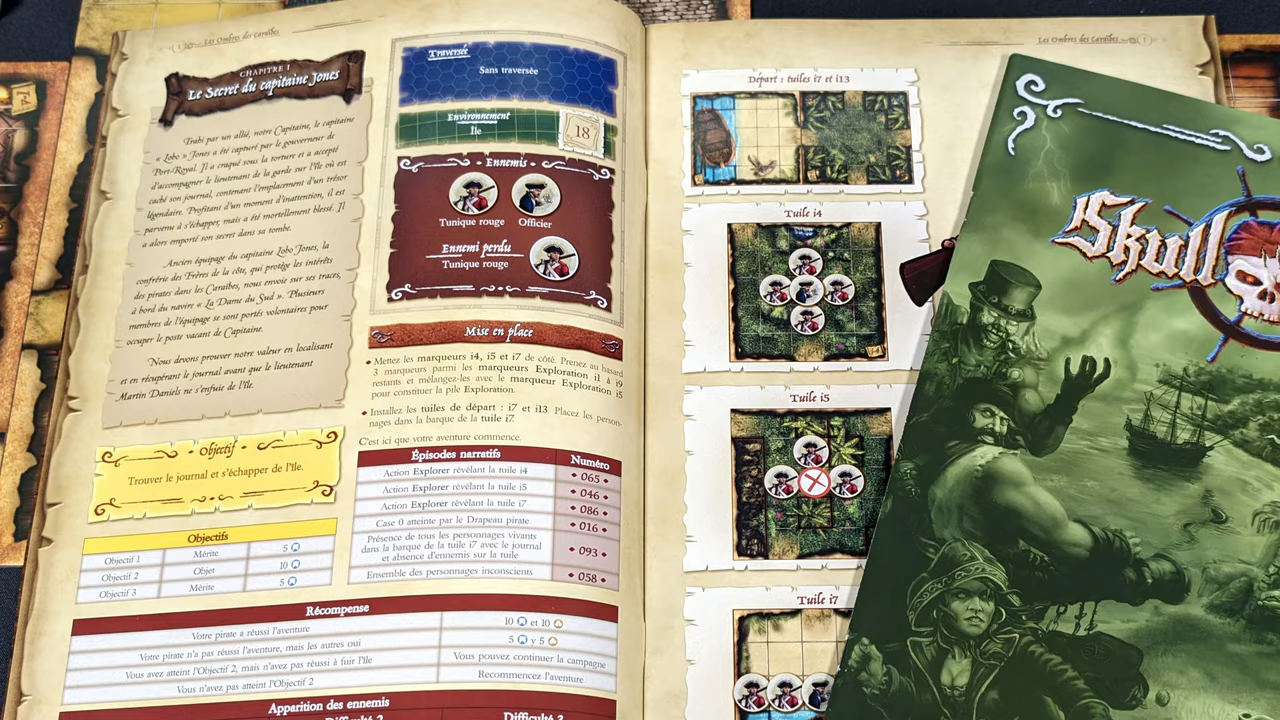 Les Ombres des Caraïbes
CHAPITRE I
Le Secret du capitaine Jones
Trahi par un allié, notre Capitaine, le capitaine
« Lobo » Jones a été capturé par le gouverneur de
Port-Royal. Il a craqué sous la torture et a accepté
d'accompagner le lieutenant de la garde sur l'île où est
caché son journal, contenant l'emplacement d'un trésor
légendaire. Profitant d'un moment d'inattention, il est
parvenu à s'échapper, mais a été mortellement blessé. Il
a alors emporté son secret dans sa tombe.
Ancien équipage du capitaine Lobo Jones, la
confrérie des Frères de la côte, qui protège les intérêts
des pirates dans les Caraïbes, nous envoie sur ses traces,
à bord du navire « La Dame du Sud ». Plusieurs
membres de l'équipage se sont portés volontaires pour
occuper le poste vacant de Capitaine.
Nous devons prouver notre valeur en localisant
et en récupérant le journal avant que le lieutenant
Martin Daniels ne s'enfuie de l'île.
Objectif
Trouver le journal et s'échapper de l'île.
Objectifs
Objectif 1 Mérite 5
Objectif 2 Objet 10
Objectif 3 Mérite 5
Traversée
Sans traversée
Environnement
Île
18
Ennemis
Tunique rouge Officier
Ennemi perdu
Tunique rouge
Mise en place
• Mettez les marqueurs i4, i5 et i7 de côté. Prenez au hasard
3 marqueurs parmi les marqueurs Exploration i1 à i9
restants et mélangez-les avec le marqueur Exploration i5
pour constituer la pile Exploration.
• Installez les tuiles de départ : i7 et i13. Placez les person-
nages dans la barque de la tuile i7.
C'est ici que votre aventure commence.
Épisodes narratifs Numéro
Action Explorer révélant la tuile i4 • 065 •
Action Explorer révélant la tuile i5 • 046 •
Action Explorer révélant la tuile i7 • 086 •
Case 0 atteinte par le Drapeau pirate • 016 •
Présence de tous les personnages vivants
dans la barque de la tuile i7 avec le journal
et absence d'ennemis sur la tuile • 093 •
Ensemble des personnages inconscients • 058 •
Récompense
Votre pirate a réussi l'aventure 10 et 10
Votre pirate n'a pas réussi l'aventure, mais les autres oui 5 y 5
Vous avez atteint l'Objectif 2, mais n'avez pas réussi à fuir l'île Vous pouvez continuer la campagne
Vous n'avez pas atteint l'Objectif 2 Recommencez l'aventure
Apparition des ennemis
Difficulté 2 Difficulté 3
Les Ombres des Caraïbes 1
Départ : tuiles i7 et i13
Tuile i4
Tuile i5
Tuile i7
Skull